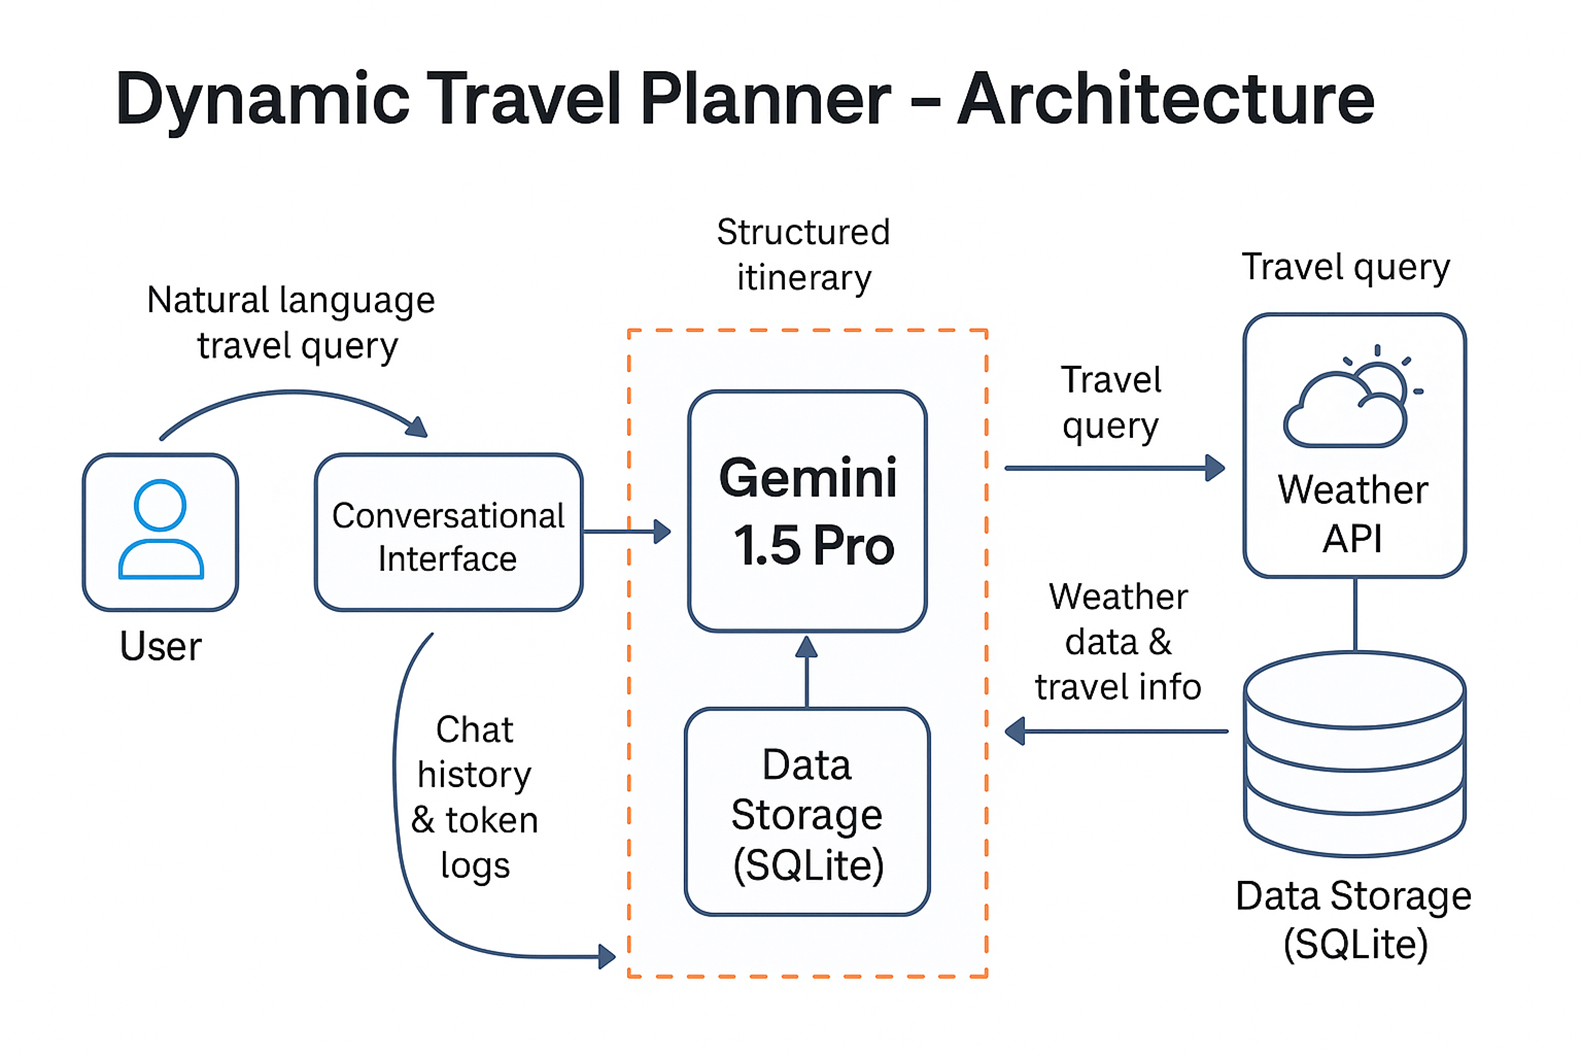 Dynamic Travel Planner – Architecture
Natural language
travel query
User
Conversational
Interface
Chat
history
& token
logs
Structured
itinerary
Gemini
1.5 Pro
Data
Storage
(SQLite)
Travel
query
Weather
data &
travel info
Travel query
Weather
API
Data Storage
(SQLite)